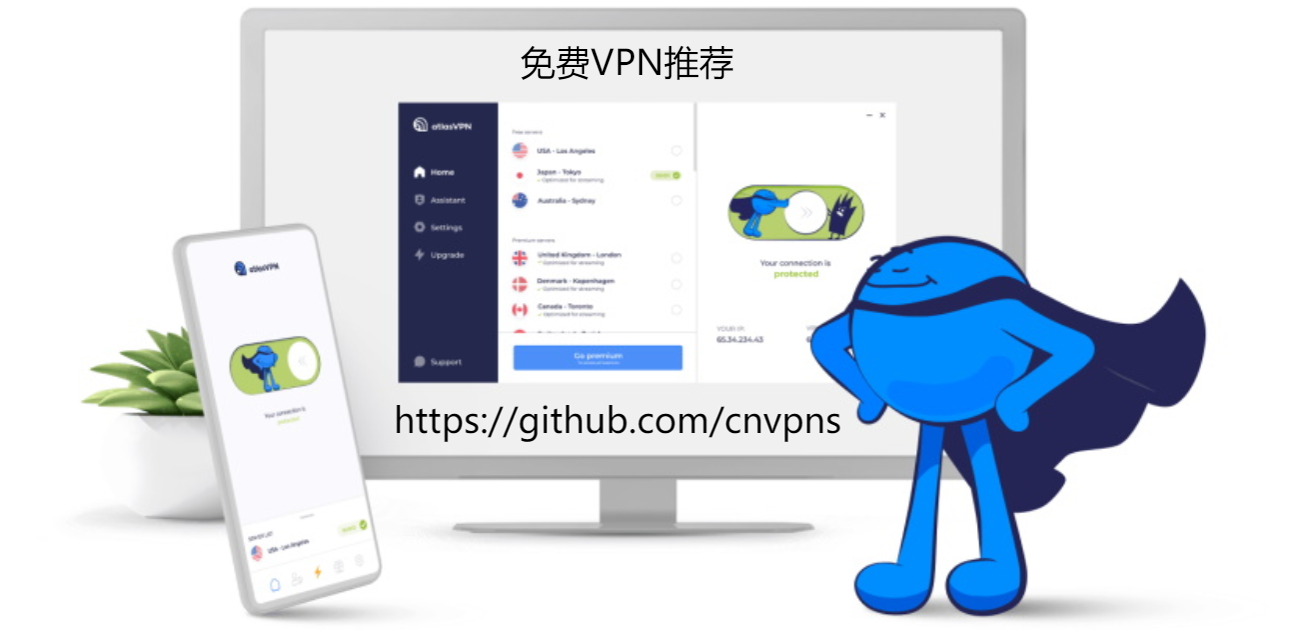 免费VPN推荐
atlasVPN
Free servers
Home
USA - Los Angeles
Japan - Tokyo
Optimized for streaming
Assistant
Australia - Sydney
Settings
Premium servers
Upgrade
United Kingdom - London
Optimized for streaming
Denmark - Kopenhagen
Optimized for streaming
Canada - Toronto
Optimized for streaming
Your connection is
protected
YOUR IP:
65.34.234.43
Go premium
Support
https://github.com/cnvpns
atlasVPN
Your connection is
protected
SERVER LIST
USA - Los Angeles